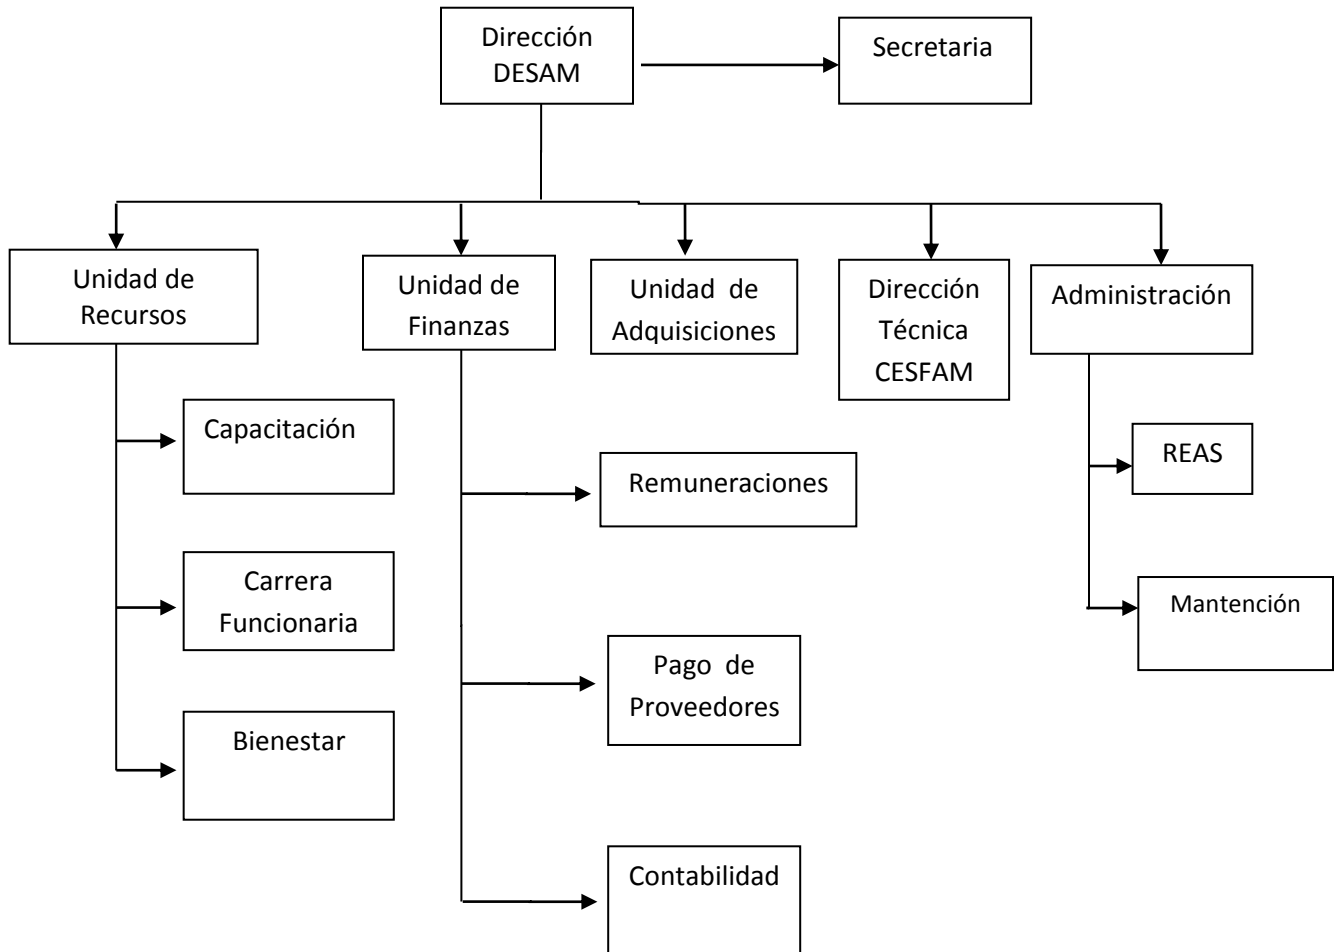 Dirección
DESAM
Secretaria
Unidad de
Recursos
Unidad de
Finanzas
Unidad de
Adquisiciones
Dirección
Técnica
CESFAM
Administración
Capacitación
REAS
Remuneraciones
Carrera
Funcionaria
Mantención
Pago de
Proveedores
Bienestar
Contabilidad